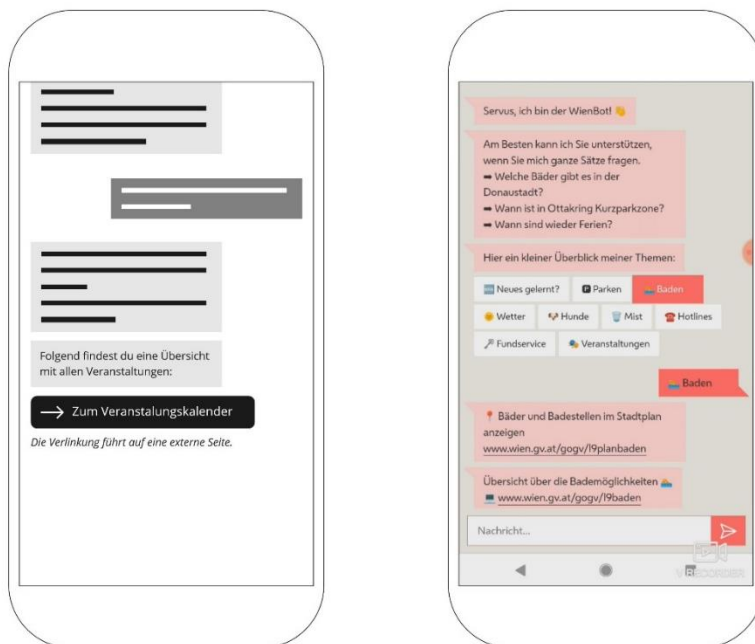 Folgend findest du eine Übersicht
mit allen Veranstaltungen:
Zum Veranstalungskalender
Die Verlinkung führt auf eine externe Seite.
Servus, ich bin der WienBot!
Am Besten kann ich Sie unterstützen,
wenn Sie mich ganze Sätze fragen.
➡ Welche Bäder gibt es in der
Donaustadt?
➡ Wann ist in Ottakring Kurzparkzone?
➡ Wann sind wieder Ferien?
Hier ein kleiner Überblick meiner Themen:
Neues gelernt? P Parken Baden
Wetter Hunde Mist Hotlines
Fundservice Veranstaltungen
Baden
Bäder und Badestellen im Stadtplan
anzeigen
www.wien.gv.at/gogv/l9planbaden
Übersicht über die Bademöglichkeiten
www.wien.gv.at/gogv/l9baden
Nachricht...